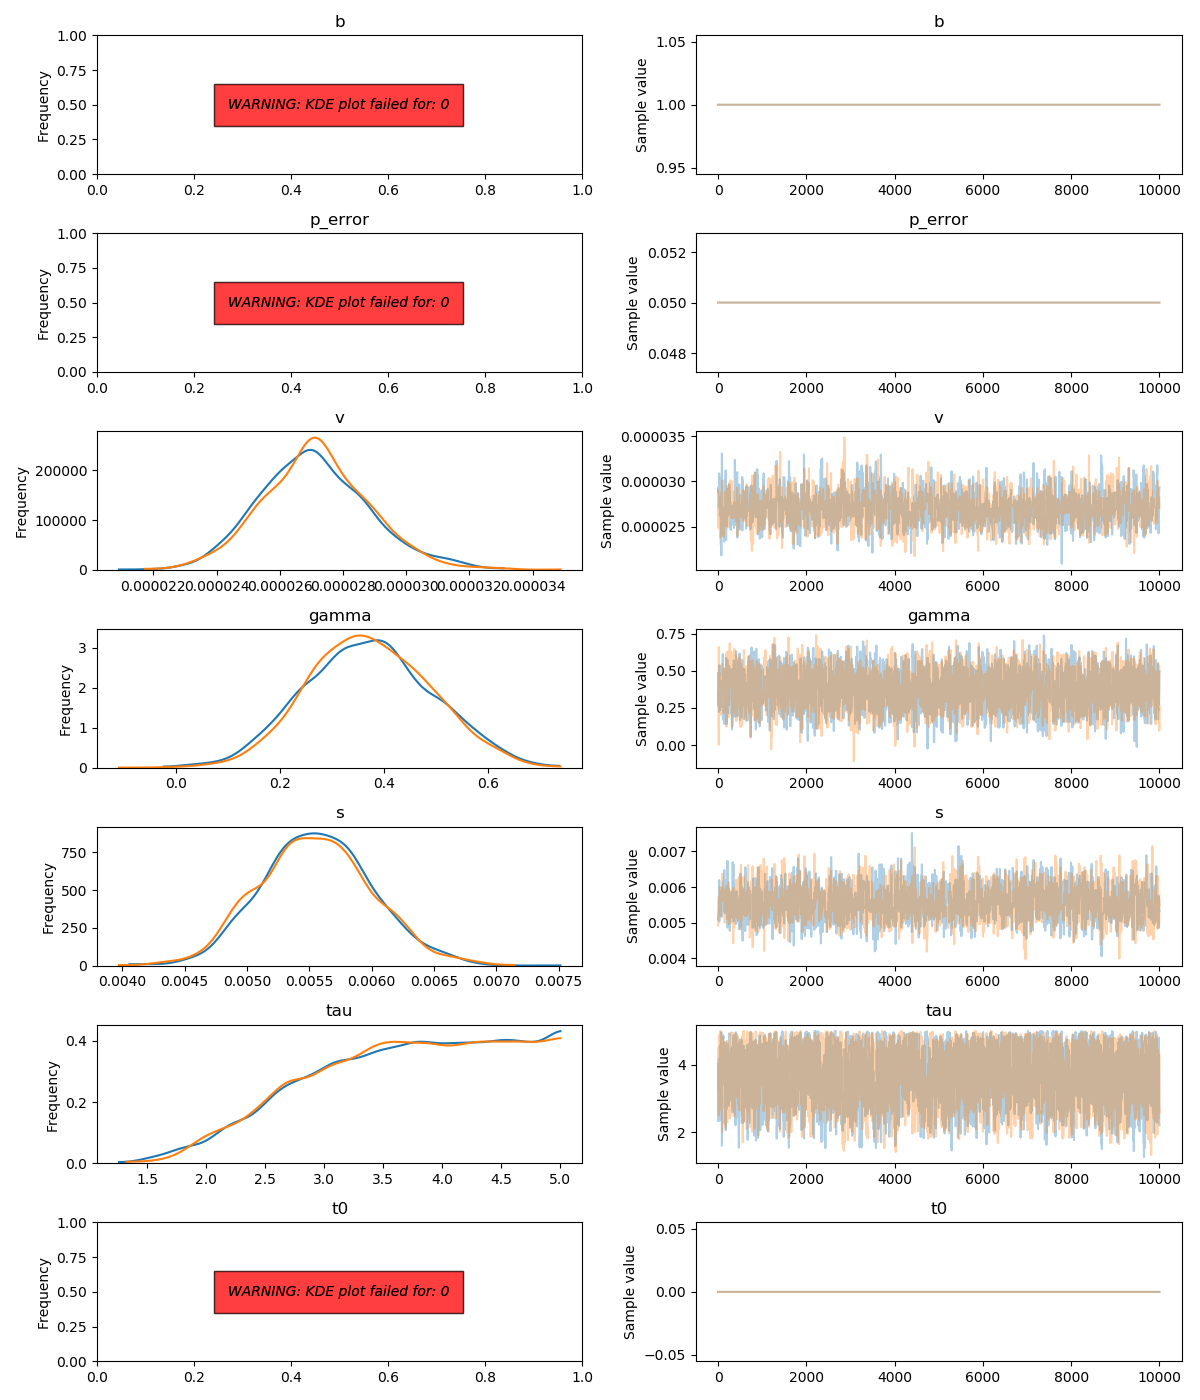 b
b
Frequency
1.00
0.75
0.50
0.25
0.00
WARNING: KDE plot failed for: 0
0.0 0.2 0.4 0.6 0.8 1.0
Sample value
1.05
1.00
0.95
0 2000 4000 6000 8000 10000
p_error
p_error
Frequency
1.00
0.75
0.50
0.25
0.00
WARNING: KDE plot failed for: 0
0.0 0.2 0.4 0.6 0.8 1.0
Sample value
0.052
0.050
0.048
0 2000 4000 6000 8000 10000
v
v
Frequency
200000
100000
0
0.000022 0.000024 0.000026 0.000028 0.000030 0.000032 0.000034
Sample value
0.000035
0.000030
0.000025
0 2000 4000 6000 8000 10000
gamma
gamma
Frequency
3
2
1
0
0.0 0.2 0.4 0.6
Sample value
0.75
0.50
0.25
0.00
0 2000 4000 6000 8000 10000
s
s
Frequency
750
500
250
0
0.0040 0.0045 0.0050 0.0055 0.0060 0.0065 0.0070 0.0075
Sample value
0.007
0.006
0.005
0.004
0 2000 4000 6000 8000 10000
tau
tau
Frequency
0.4
0.2
0.0
1.5 2.0 2.5 3.0 3.5 4.0 4.5 5.0
Sample value
4
2
0 2000 4000 6000 8000 10000
t0
t0
Frequency
1.00
0.75
0.50
0.25
0.00
WARNING: KDE plot failed for: 0
0.0 0.2 0.4 0.6 0.8 1.0
Sample value
0.05
0.00
−0.05
0 2000 4000 6000 8000 10000